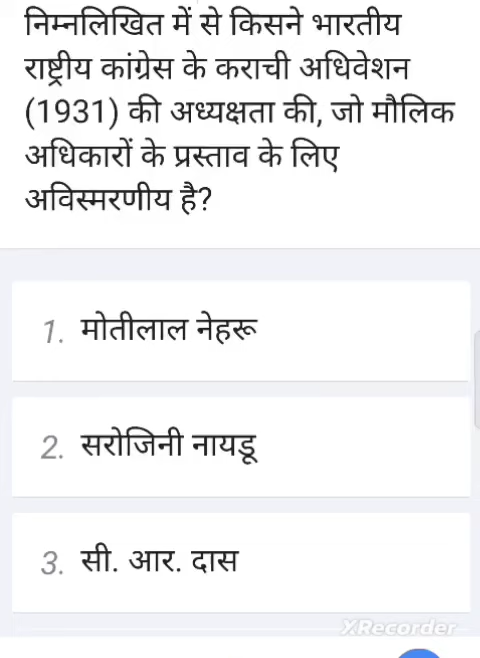 निम्नलिखित में से किसने भारतीय
राष्ट्रीय कांग्रेस के कराची अधिवेशन
(1931) की अध्यक्षता की, जो मौलिक
अधिकारों के प्रस्ताव के लिए
अविस्मरणीय है?
1. मोतीलाल नेहरू
2. सरोजिनी नायडू
3. सी. आर. दास
XRecorder